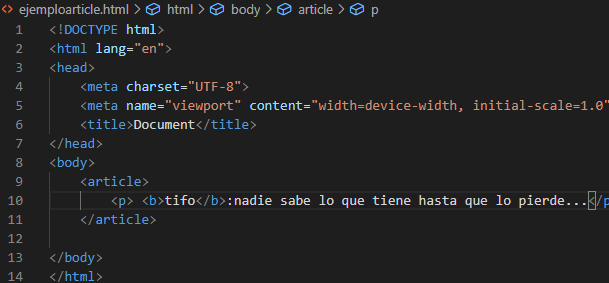 ejemploarticle.html > html > body > article > p
1 <!DOCTYPE html>
2 <html lang="en">
3 <head>
4 <meta charset="UTF-8">
5 <meta name="viewport" content="width=device-width, initial-scale=1.0"
6 <title>Document</title>
7 </head>
8 <body>
9 <article>
10 <p> <b>tifo</b>:nadie sabe lo que tiene hasta que lo pierde...</p
11 </article>
12
13 </body>
14 </html>